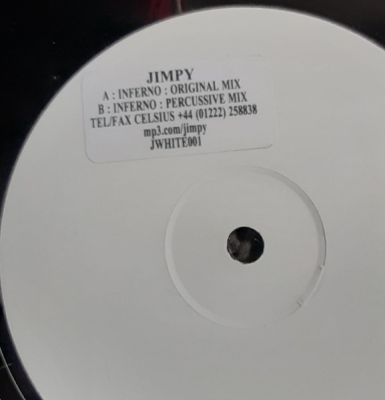 JIMPY
A : INFERNO : ORIGINAL MIX
B : INFERNO : PERCUSSIVE MIX
TEL/FAX CELSIUS +44 (01222) 258838
mp3.com/jimpy
JWHITE001